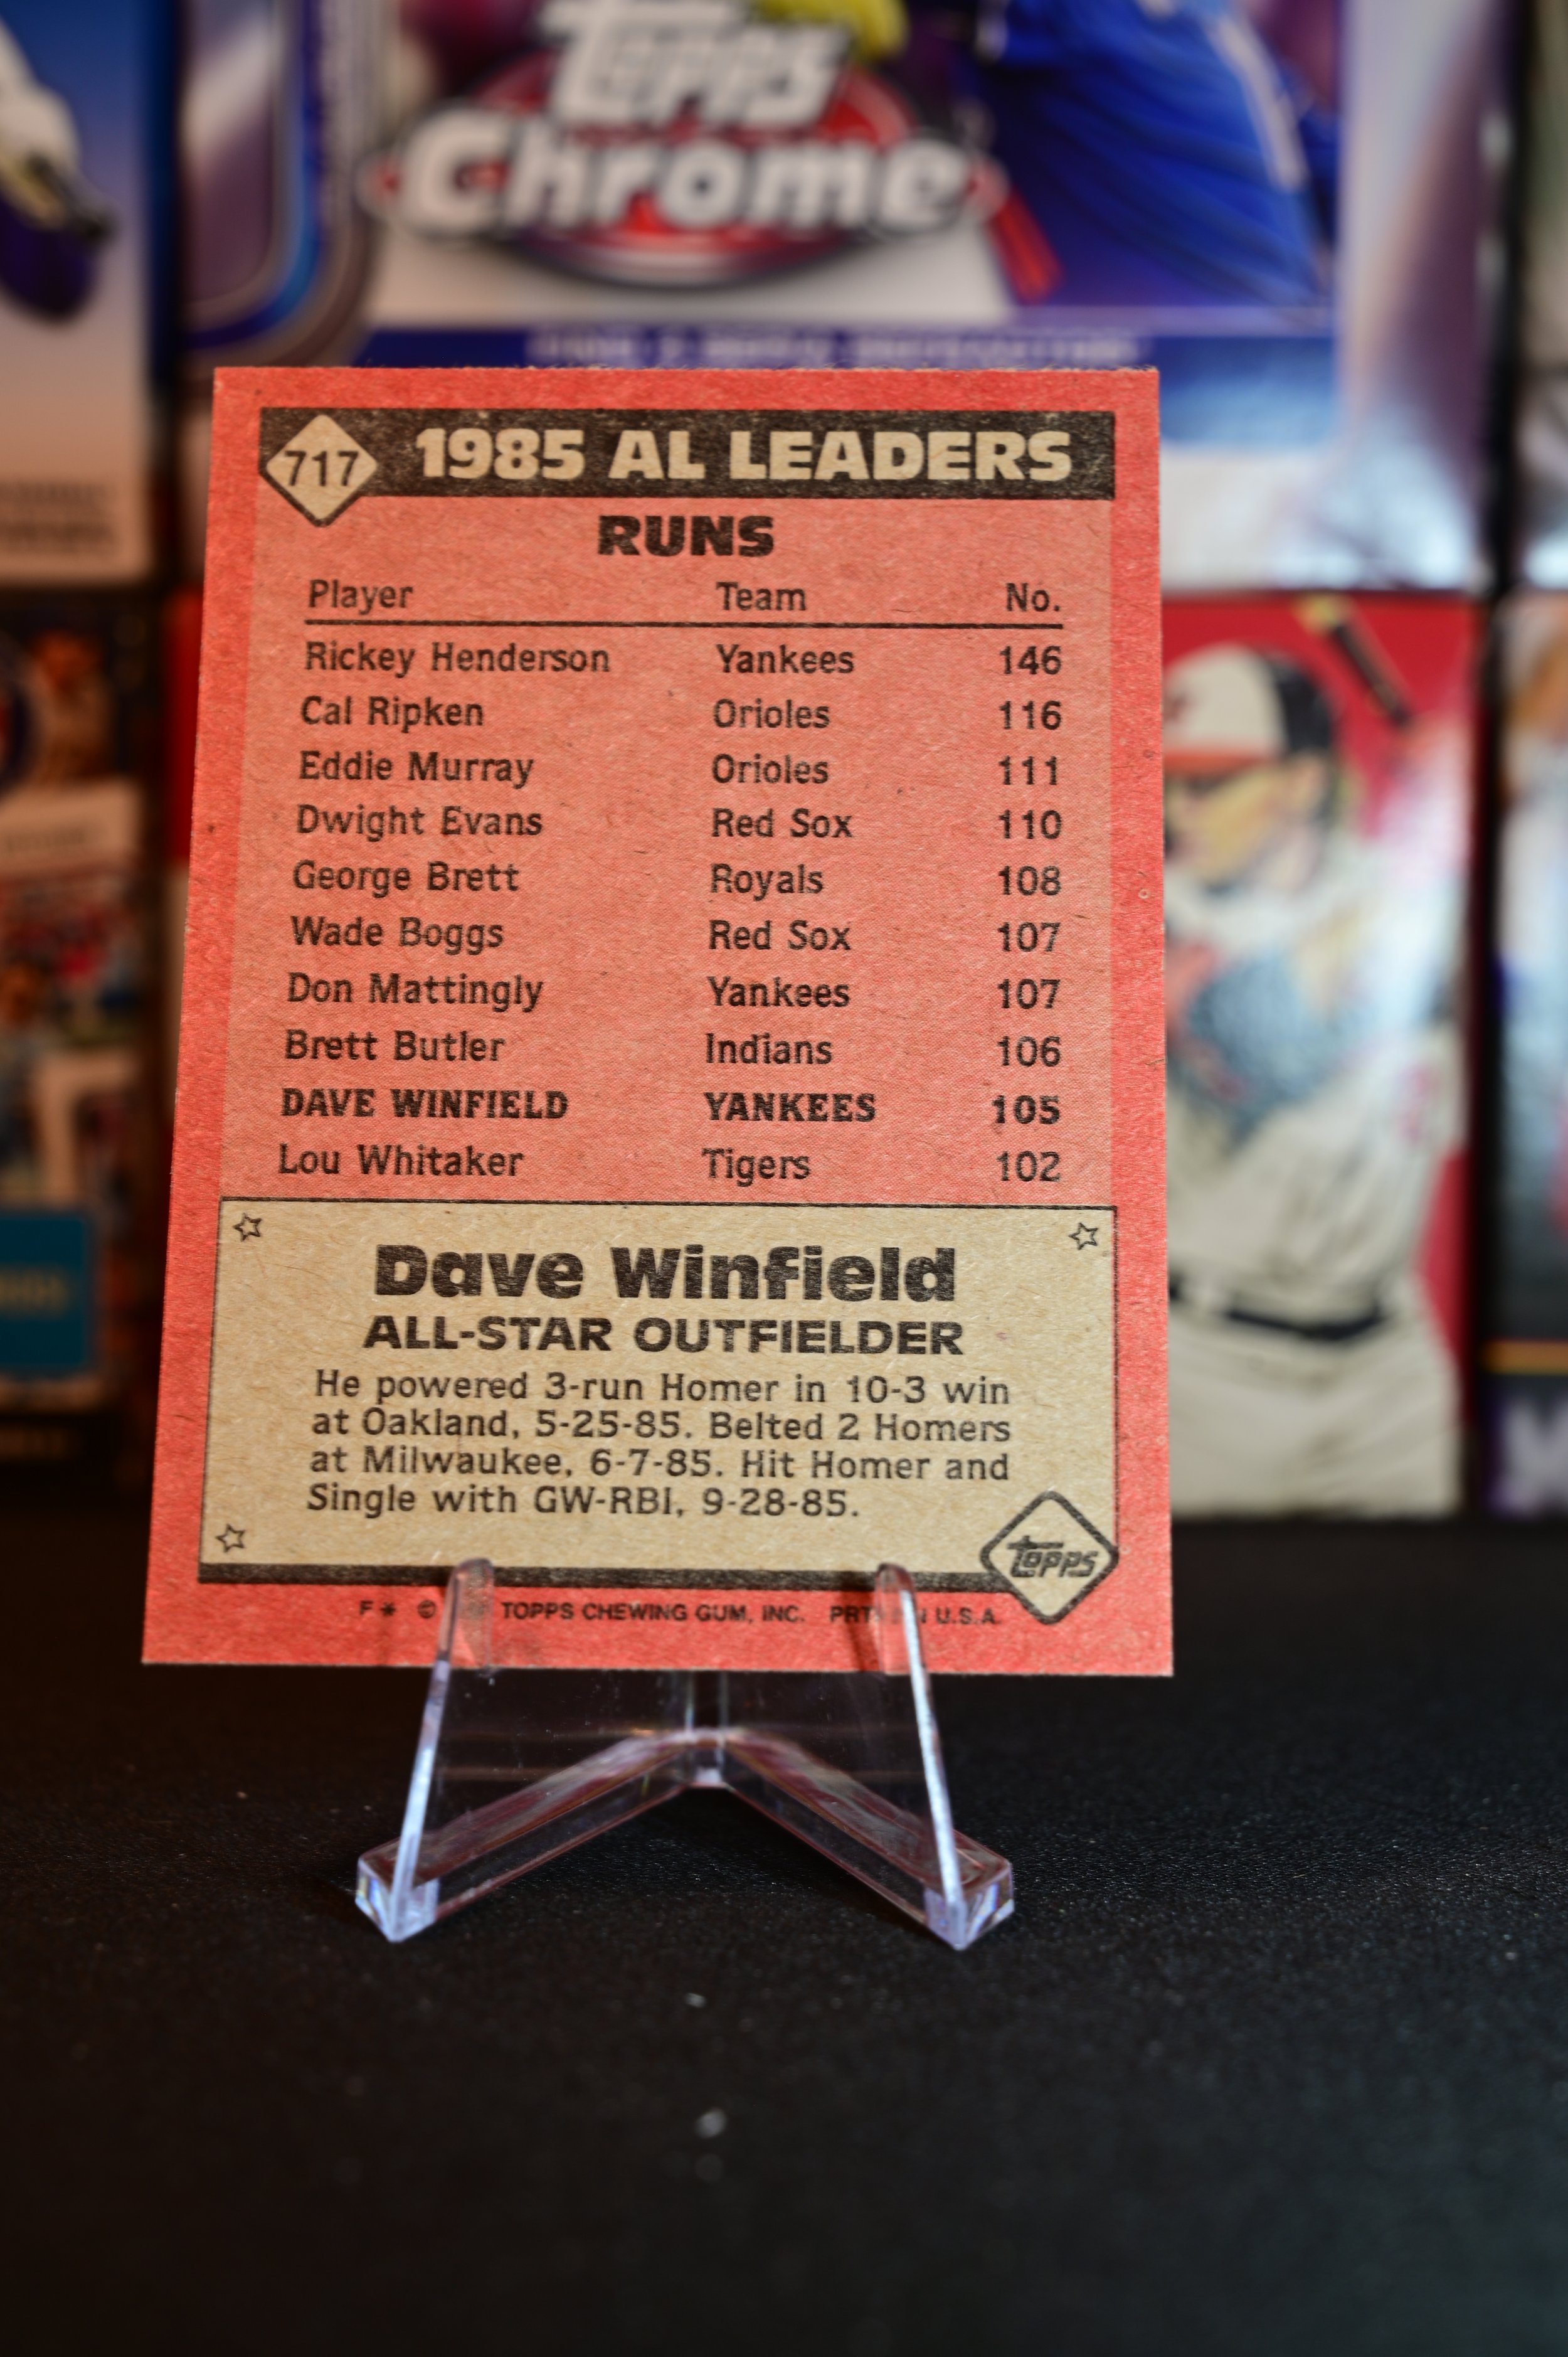 Topps
Chrome
717
1985 AL LEADERS
RUNS
Player Team No.
Rickey Henderson Yankees 146
Cal Ripken Orioles 116
Eddie Murray Orioles 111
Dwight Evans Red Sox 110
George Brett Royals 108
Wade Boggs Red Sox 107
Don Mattingly Yankees 107
Brett Butler Indians 106
DAVE WINFIELD YANKEES 105
Lou Whitaker Tigers 102
Dave Winfield
ALL-STAR OUTFIELDER
He powered 3-run Homer in 10-3 win
at Oakland, 5-25-85. Belted 2 Homers
at Milwaukee, 6-7-85. Hit Homer and
Single with GW-RBI, 9-28-85.
topps
F* © TOPPS CHEWING GUM, INC. U.S.A.